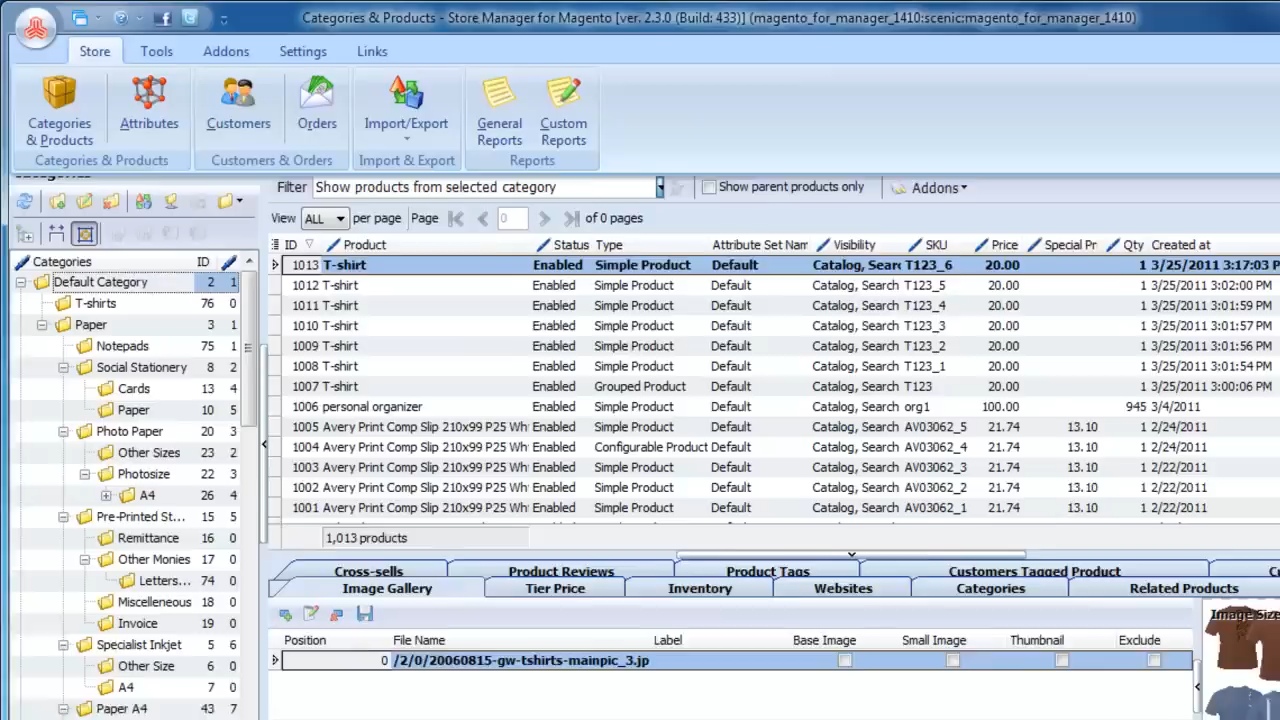 Categories & Products - Store Manager for Magento [ver. 2.3.0 (Build: 433)] (magento_for_manager_1410:scenic:magento_for_manager_1410)
Store Tools Addons Settings Links
Categories & Products Attributes Customers Orders Import/Export General Reports Custom Reports
Categories & Products Customers & Orders Import & Export Reports
Categories
Filter Show products from selected category Show parent products only Addons
View ALL per page Page 0 of 0 pages
Categories ID
Default Category 2 1
T-shirts 76 0
Paper 3 1
Notepads 75 1
Social Stationery 8 2
Cards 13 4
Paper 10 5
Photo Paper 20 3
Other Sizes 23 2
Photosize 22 3
A4 26 4
Pre-Printed St... 15 5
Remittance 16 0
Other Monies 17 0
Letters... 74 0
Miscellaneous 18 0
Invoice 19 0
Specialist Inkjet 5 6
Other Size 6 0
A4 7 0
Paper A4 43 7
ID Product Status Type Attribute Set Nam Visibility SKU Price Special Pr Qty Created at
1013 T-shirt Enabled Simple Product Default Catalog, Searc T123_6 20.00 1 3/25/2011 3:17:03 P
1012 T-shirt Enabled Simple Product Default Catalog, Search T123_5 20.00 1 3/25/2011 3:02:00 PM
1011 T-shirt Enabled Simple Product Default Catalog, Search T123_4 20.00 1 3/25/2011 3:01:59 PM
1010 T-shirt Enabled Simple Product Default Catalog, Search T123_3 20.00 1 3/25/2011 3:01:57 PM
1009 T-shirt Enabled Simple Product Default Catalog, Search T123_2 20.00 1 3/25/2011 3:01:56 PM
1008 T-shirt Enabled Simple Product Default Catalog, Search T123_1 20.00 1 3/25/2011 3:01:54 PM
1007 T-shirt Enabled Grouped Product Default Catalog, Search T123 20.00 1 3/25/2011 3:00:06 PM
1006 personal organizer Enabled Simple Product Default Catalog, Search org1 100.00 945 3/4/2011
1005 Avery Print Comp Slip 210x99 P25 Wh Enabled Simple Product Default Catalog, Search AV03062_5 21.74 13.10 1 2/24/2011
1004 Avery Print Comp Slip 210x99 P25 Wh Enabled Configurable Product Default Catalog, Search AV03062_4 21.74 13.10 1 2/24/2011
1003 Avery Print Comp Slip 210x99 P25 Wh Enabled Simple Product Default Catalog, Search AV03062_3 21.74 13.10 1 2/22/2011
1002 Avery Print Comp Slip 210x99 P25 Wh Enabled Simple Product Default Catalog, Search AV03062_2 21.74 13.10 1 2/22/2011
1001 Avery Print Comp Slip 210x99 P25 Wh Enabled Simple Product Default Catalog, Search AV03062_1 21.74 13.10 1 2/22/2011
1,013 products
Cross-sells Product Reviews Product Tags Customers Tagged Product Cu
Image Gallery Tier Price Inventory Websites Categories Related Products
Position File Name Label Base Image Small Image Thumbnail Exclude
0 /2/0/20060815-gw-tshirts-mainpic_3.jp
Image Size